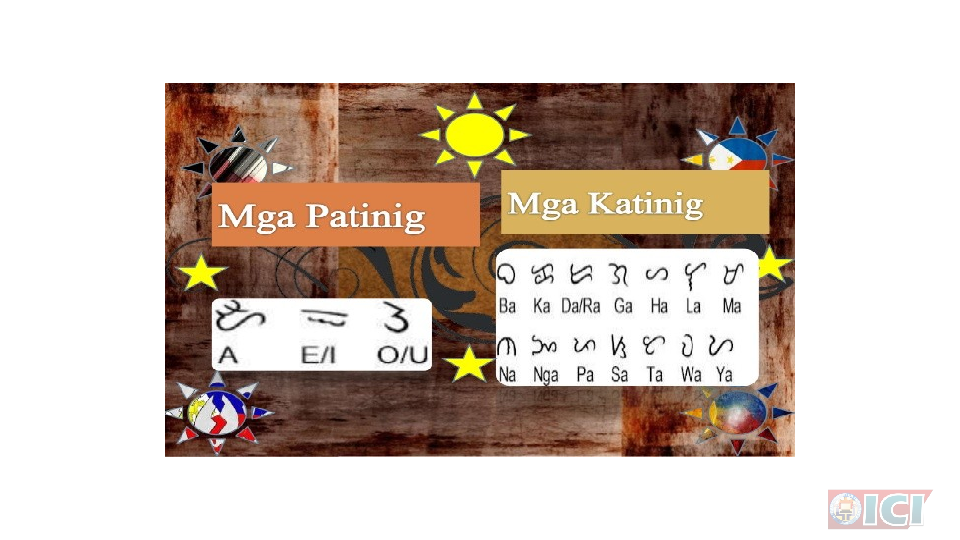 Mga Patinig
ᜀ ᜁ ᜂ
A E/I O/U
Mga Katinig
ᜊ ᜃ ᜇ ᜄ ᜑ ᜎ ᜋ
Ba Ka Da/Ra Ga Ha La Ma
ᜈ ᜅ ᜉ ᜐ ᜆ ᜏ ᜌ
Na Nga Pa Sa Ta Wa Ya
ICI